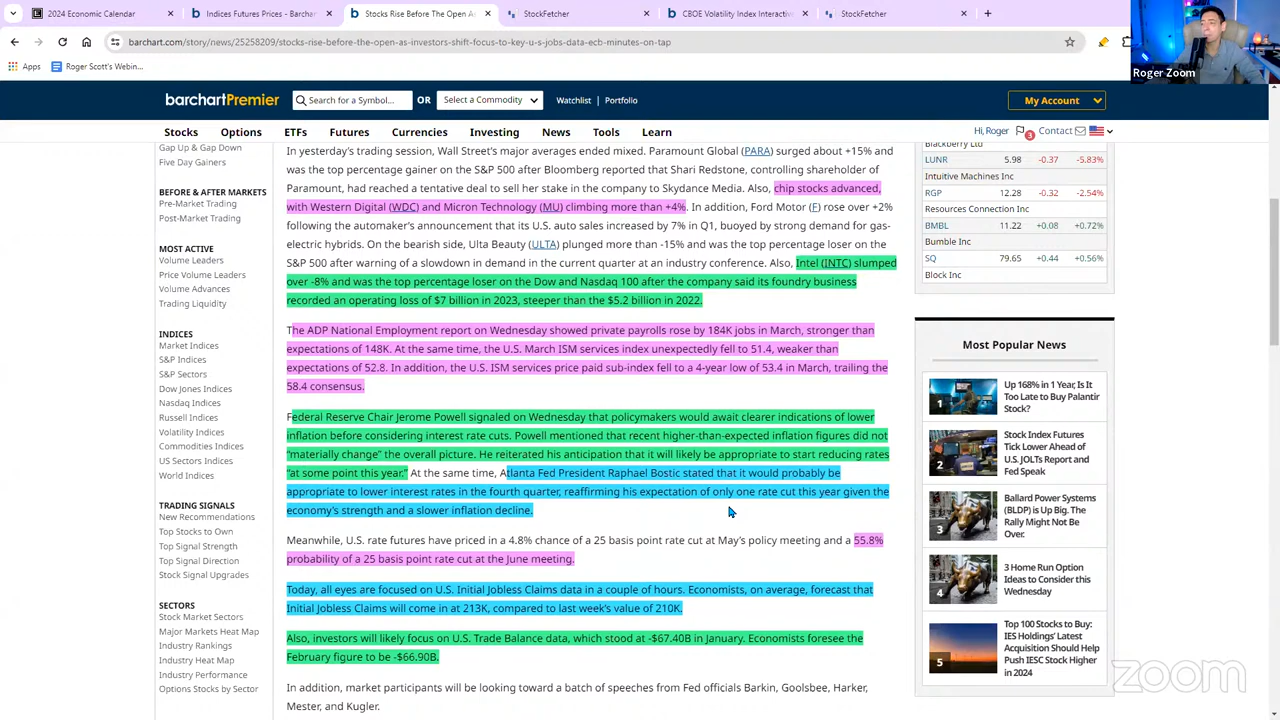 2024 Economic Calendar
Indices Futures Prices - Barchar
Stocks Rise Before The Open As
StockFetcher
CBOE Volatility Index Interactiv
StockFetcher
barchart.com/story/news/25258209/stocks-rise-before-the-open-as-investors-shift-focus-to-key-u-s-jobs-data-ecb-minutes-on-tap
Apps
Roger Scott's Webin...
Roger Zoom
barchartPremier
Search for a Symbol...
OR
Select a Commodity
Watchlist | Portfolio
My Account
Stocks Options ETFs Futures Currencies Investing News Tools Learn
Hi, Roger 3 Contact
Gap Up & Gap Down
Five Day Gainers
BEFORE & AFTER MARKETS
Pre-Market Trading
Post-Market Trading
MOST ACTIVE
Volume Leaders
Price Volume Leaders
Volume Advances
Trading Liquidity
INDICES
Market Indices
S&P Indices
S&P Sectors
Dow Jones Indices
Nasdaq Indices
Russell Indices
Volatility Indices
Commodities Indices
US Sectors Indices
World Indices
TRADING SIGNALS
New Recommendations
Top Stocks to Own
Top Signal Strength
Top Signal Direction
Stock Signal Upgrades
SECTORS
Stock Market Sectors
Major Markets Heat Map
Industry Rankings
Industry Heat Map
Industry Performance
Options Stocks by Sector
In yesterday's trading session, Wall Street's major averages ended mixed. Paramount Global (PARA) surged about +15% and
was the top percentage gainer on the S&P 500 after Bloomberg reported that Shari Redstone, controlling shareholder of
Paramount, had reached a tentative deal to sell her stake in the company to Skydance Media. Also, chip stocks advanced,
with Western Digital (WDC) and Micron Technology (MU) climbing more than +4%. In addition, Ford Motor (F) rose over +2%
following the automaker's announcement that its U.S. auto sales increased by 7% in Q1, buoyed by strong demand for gas-
electric hybrids. On the bearish side, Ulta Beauty (ULTA) plunged more than -15% and was the top percentage loser on the
S&P 500 after warning of a slowdown in demand in the current quarter at an industry conference. Also, Intel (INTC) slumped
over -8% and was the top percentage loser on the Dow and Nasdaq 100 after the company said its foundry business
recorded an operating loss of $7 billion in 2023, steeper than the $5.2 billion in 2022.
The ADP National Employment report on Wednesday showed private payrolls rose by 184K jobs in March, stronger than
expectations of 148K. At the same time, the U.S. March ISM services index unexpectedly fell to 51.4, weaker than
expectations of 52.8. In addition, the U.S. ISM services price paid sub-index fell to a 4-year low of 53.4 in March, trailing the
58.4 consensus.
Federal Reserve Chair Jerome Powell signaled on Wednesday that policymakers would await clearer indications of lower
inflation before considering interest rate cuts. Powell mentioned that recent higher-than-expected inflation figures did not
“materially change” the overall picture. He reiterated his anticipation that it will likely be appropriate to start reducing rates
“at some point this year.” At the same time, Atlanta Fed President Raphael Bostic stated that it would probably be
appropriate to lower interest rates in the fourth quarter, reaffirming his expectation of only one rate cut this year given the
economy's strength and a slower inflation decline.
Meanwhile, U.S. rate futures have priced in a 4.8% chance of a 25 basis point rate cut at May's policy meeting and a 55.8%
probability of a 25 basis point rate cut at the June meeting.
Today, all eyes are focused on U.S. Initial Jobless Claims data in a couple of hours. Economists, on average, forecast that
Initial Jobless Claims will come in at 213K, compared to last week's value of 210K.
Also, investors will likely focus on U.S. Trade Balance data, which stood at -$67.40B in January. Economists foresee the
February figure to be -$66.90B.
In addition, market participants will be looking toward a batch of speeches from Fed officials Barkin, Goolsbee, Harker,
Mester, and Kugler.
Blackberry Ltd
LUNR 5.98 -0.37 -5.83%
Intuitive Machines Inc
RGP 12.28 -0.32 -2.54%
Resources Connection Inc
BMBL 11.22 +0.08 +0.72%
Bumble Inc
SQ 79.65 +0.44 +0.56%
Block Inc
Most Popular News
1
Up 168% in 1 Year, Is It
Too Late to Buy Palantir
Stock?
2
Stock Index Futures
Tick Lower Ahead of
U.S. JOLTs Report and
Fed Speak
3
Ballard Power Systems
(BLDP) is Up Big. The
Rally Might Not Be
Over.
4
3 Home Run Option
Ideas to Consider this
Wednesday
5
Top 100 Stocks to Buy:
IES Holdings' Latest
Acquisition Should Help
Push IESC Stock Higher
in 2024
zoom